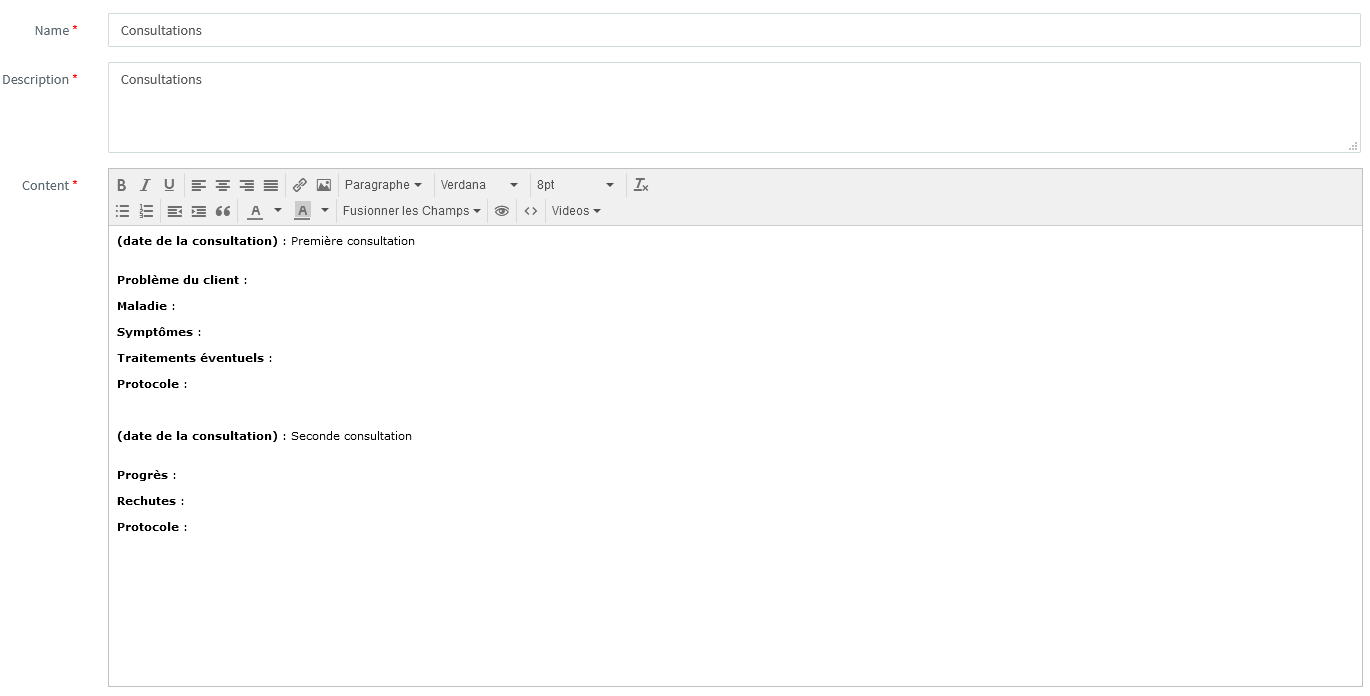 Name *
Consultations
Description *
Consultations
Content *
Paragraphe Verdana 8pt
Fusionner les Champs Videos
(date de la consultation) : Première consultation
Problème du client :
Maladie :
Symptômes :
Traitements éventuels :
Protocole :
(date de la consultation) : Seconde consultation
Progrès :
Rechutes :
Protocole :